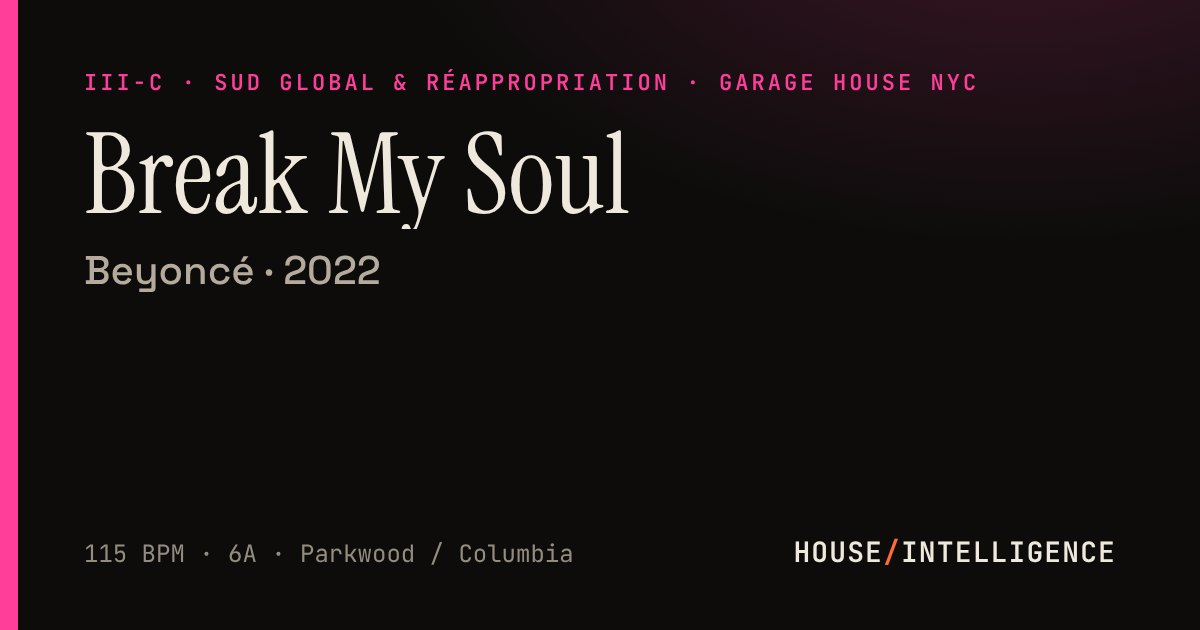 III-C · SUD GLOBAL & RÉAPPROPRIATION · GARAGE HOUSE NYC
Break My Soul
Beyoncé · 2022
115 BPM · 6A · Parkwood / Columbia
HOUSE/INTELLIGENCE